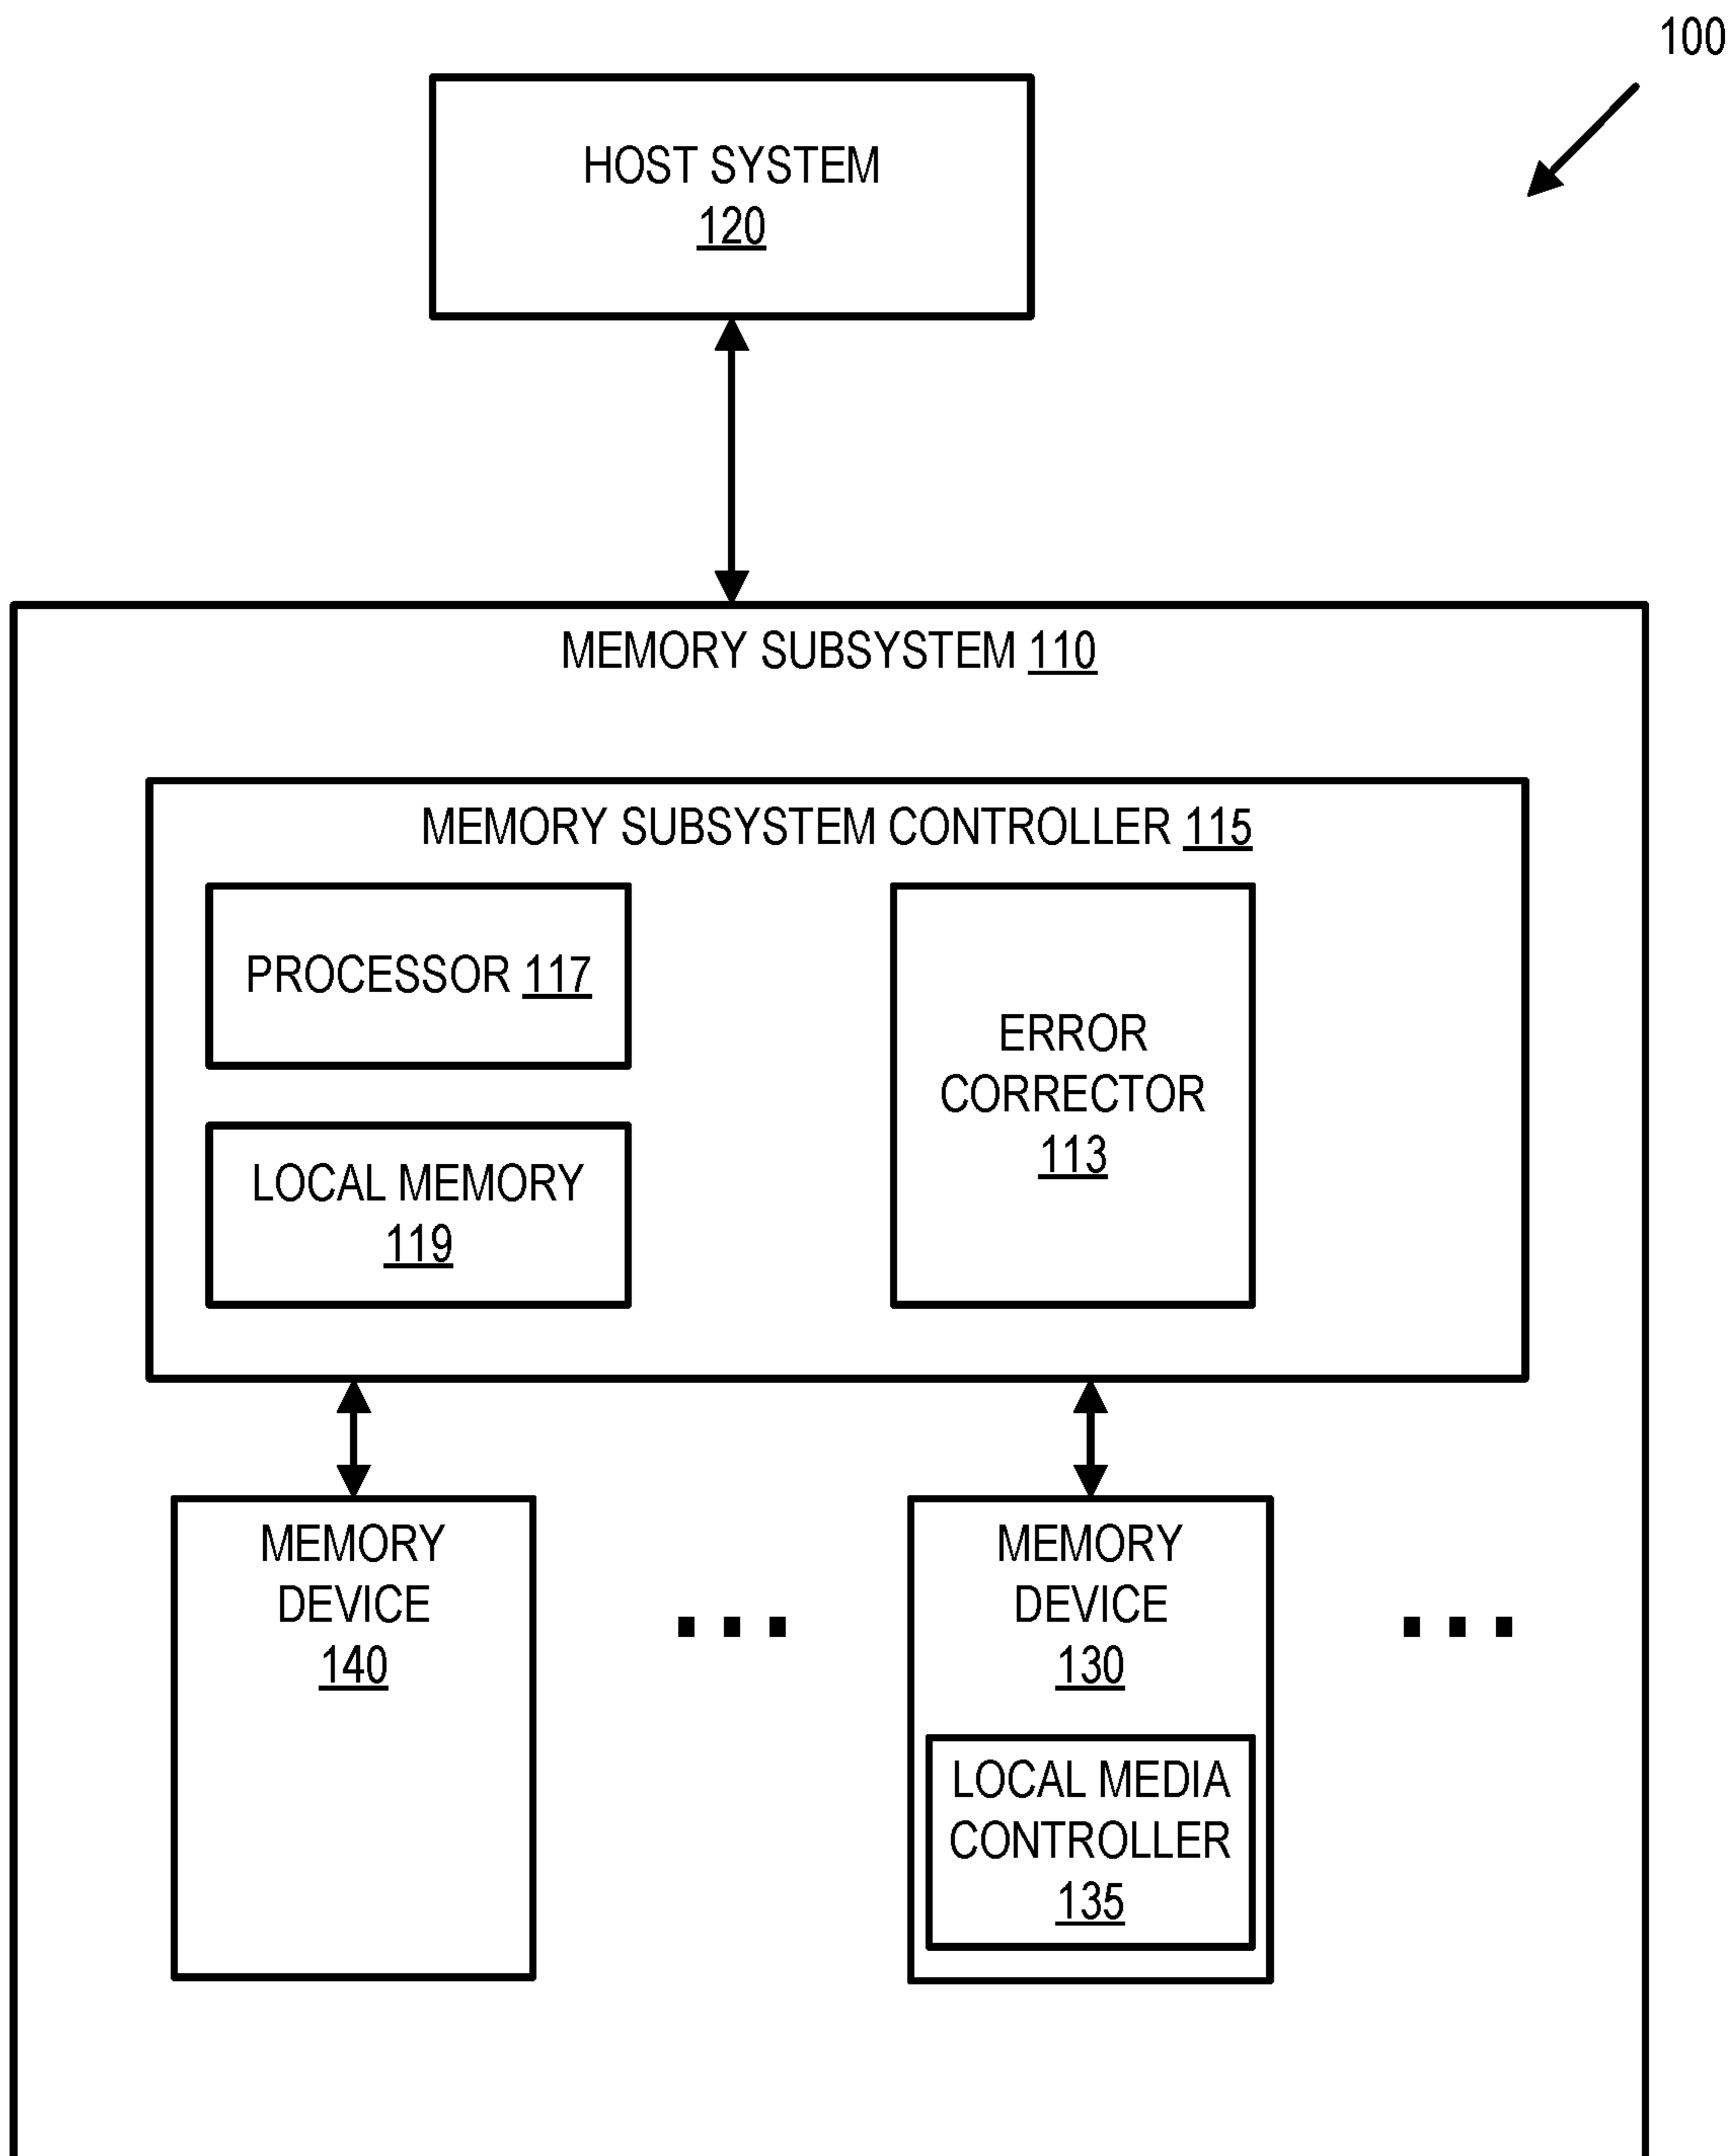 100
HOST SYSTEM
120
MEMORY SUBSYSTEM 110
MEMORY SUBSYSTEM CONTROLLER 115
PROCESSOR 117
LOCAL MEMORY
119
ERROR
CORRECTOR
113
MEMORY
DEVICE
140
MEMORY
DEVICE
130
LOCAL MEDIA
CONTROLLER
135